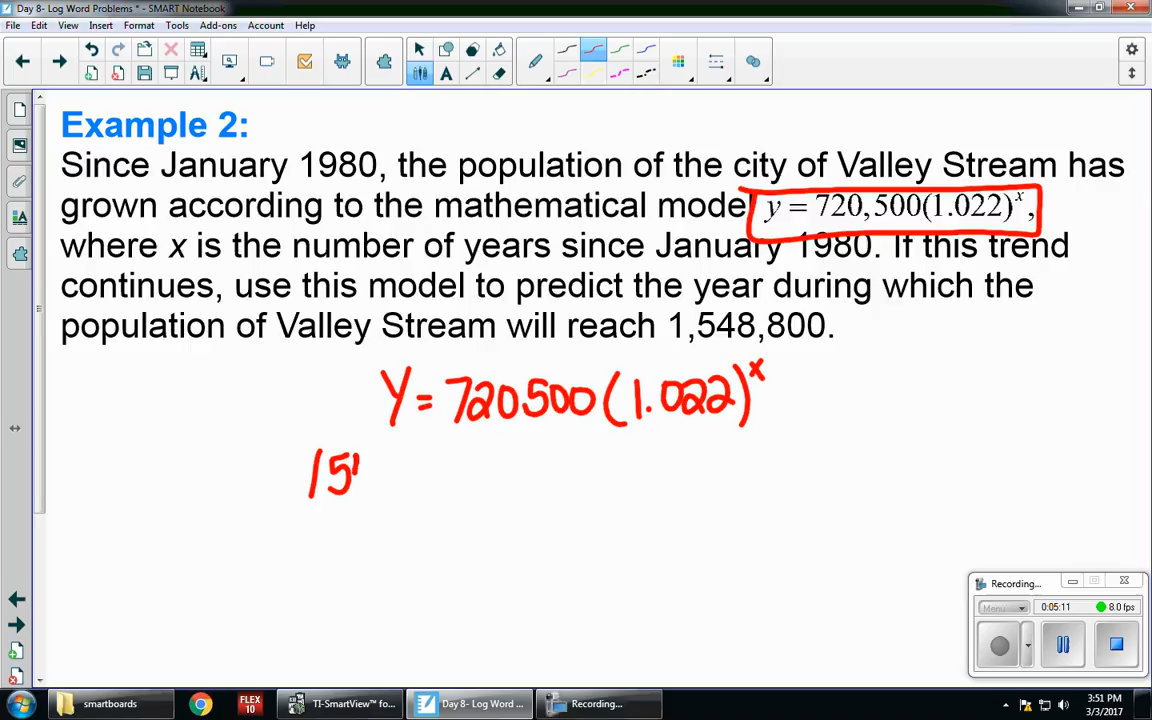 Day 8- Log Word Problems * - SMART Notebook
File Edit View Insert Format Tools Add-ons Account Help
Example 2:
Since January 1980, the population of the city of Valley Stream has
grown according to the mathematical model y = 720,500(1.022)^x,
where x is the number of years since January 1980. If this trend
continues, use this model to predict the year during which the
population of Valley Stream will reach 1,548,800.
Y = 720500(1.022)^x
15
Recording...
Menu
0:05:11
8.0 fps
smartboards
FLEX 10
TI-SmartView™ fo...
Day 8- Log Word ...
Recording...
3:51 PM
3/3/2017